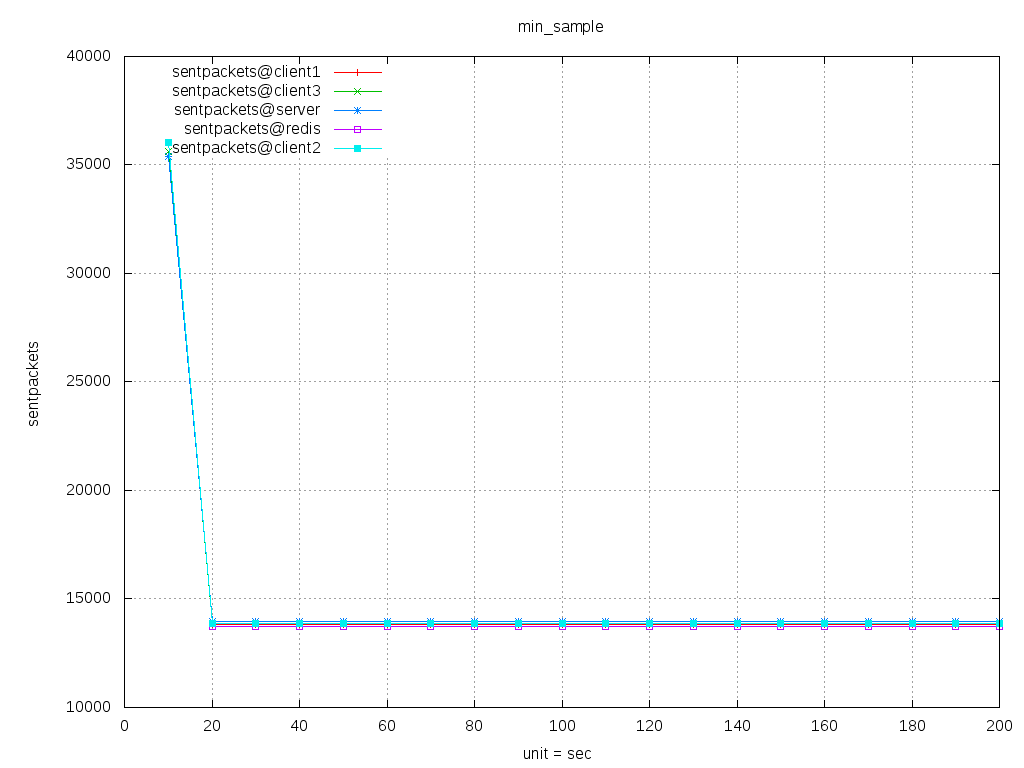 min_sample
40000
35000
30000
25000
20000
15000
10000
sentpackets
sentpackets@client1
sentpackets@client3
sentpackets@server
sentpackets@redis
sentpackets@client2
0 20 40 60 80 100 120 140 160 180 200
unit = sec